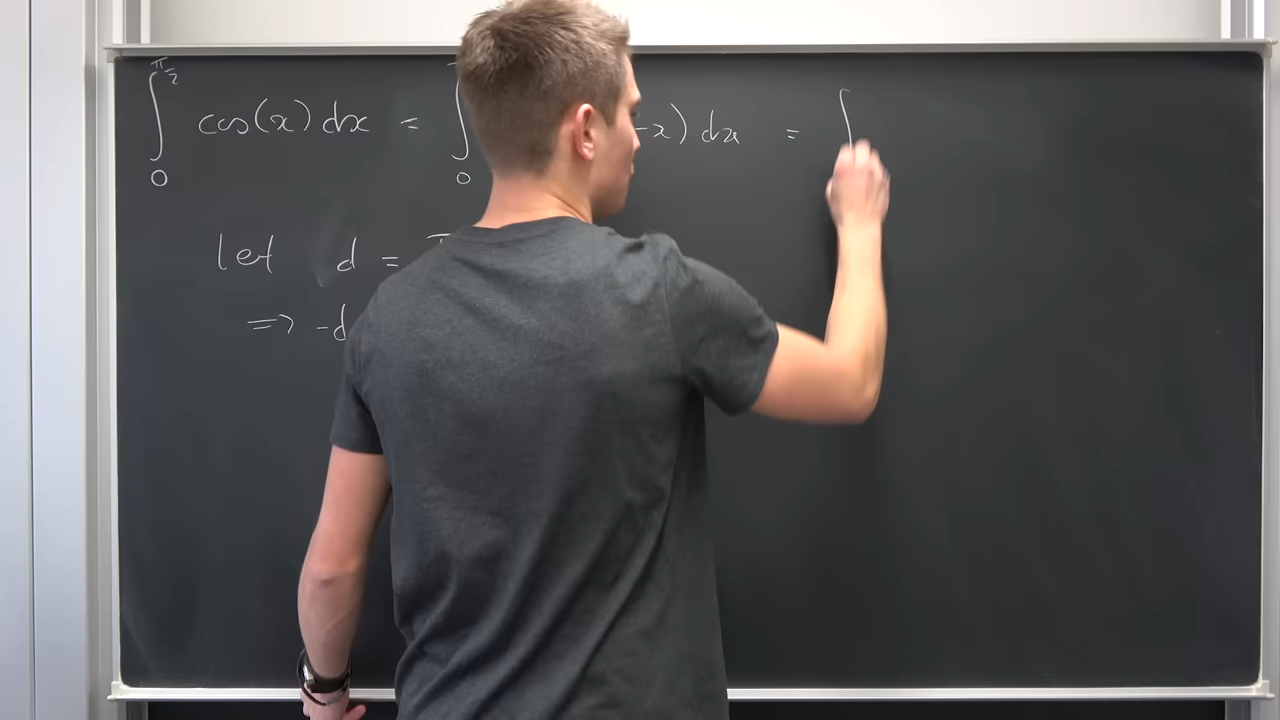 ∫₀^{π/2} cos(x) dx = ∫₀ -x) dx = ∫
let d =
=> -d